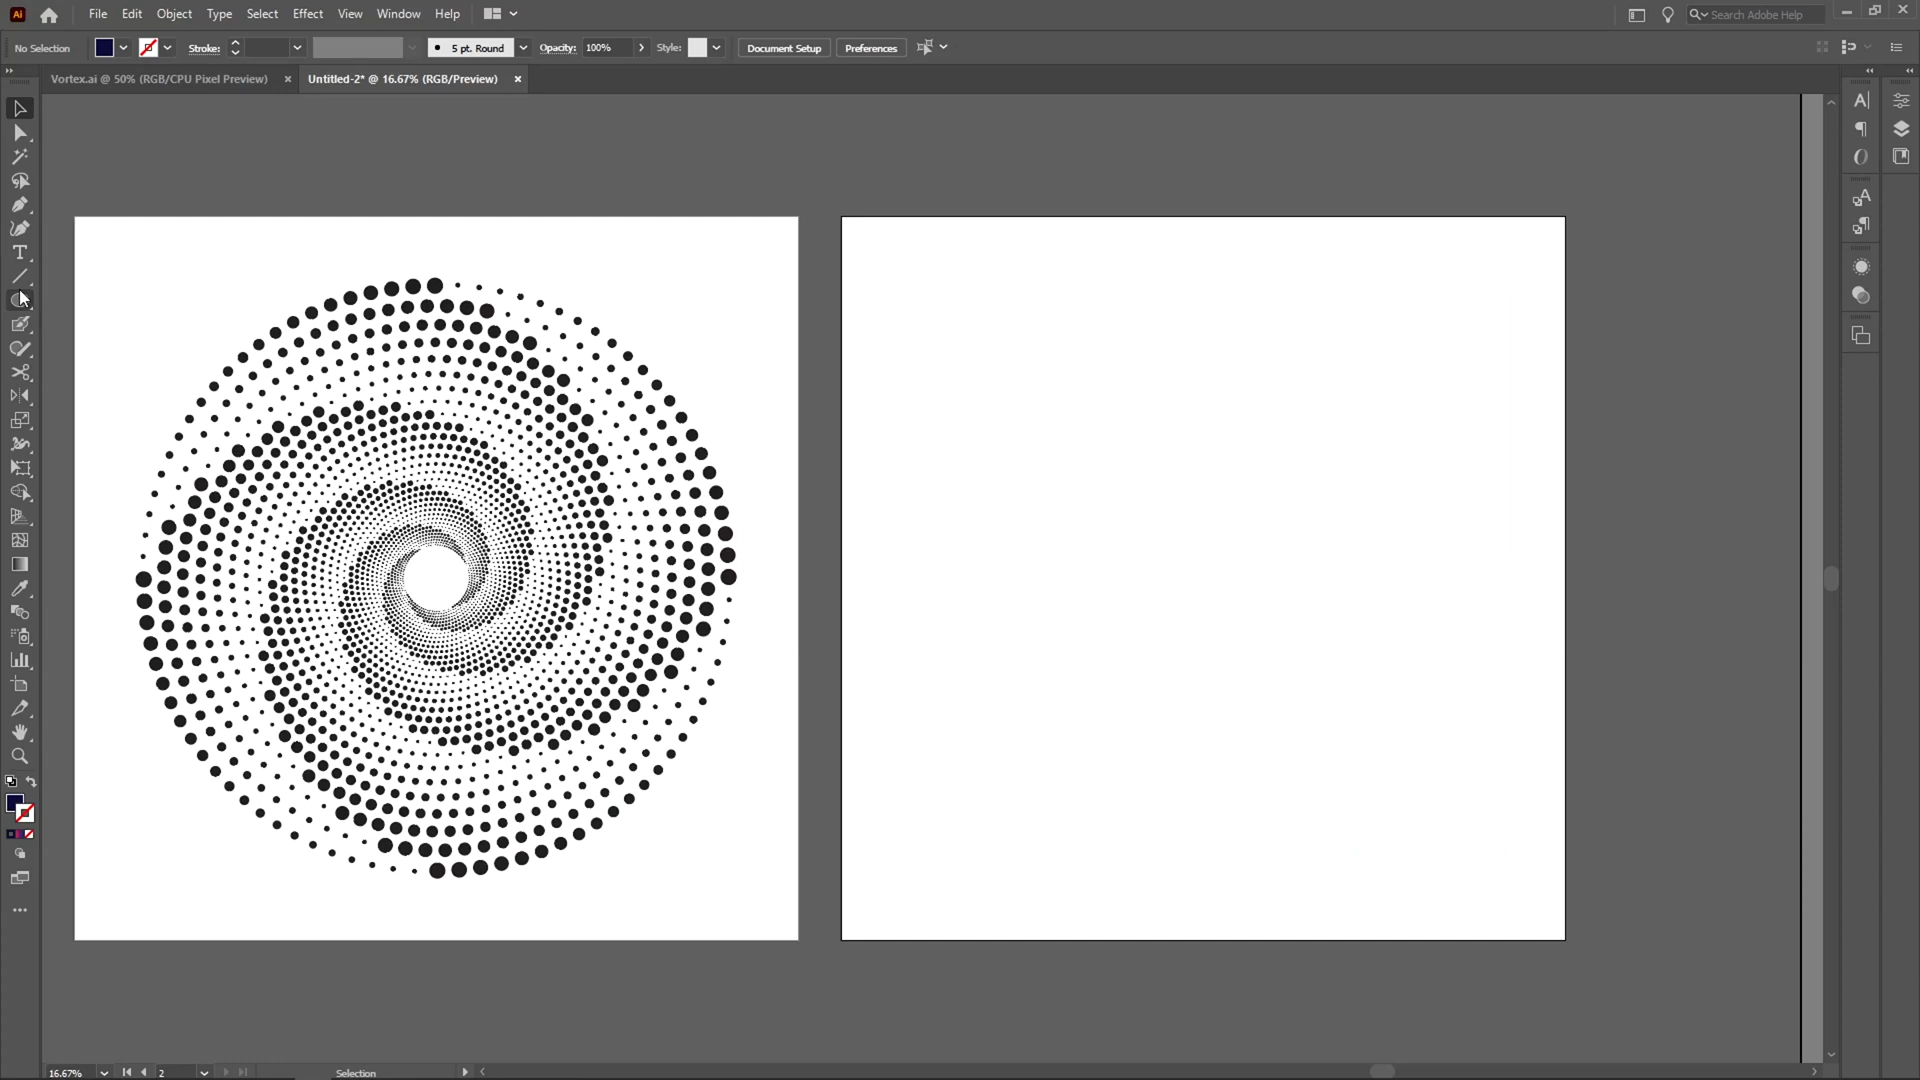 Ai File Edit Object Type Select Effect View Window Help Search Adobe Help
No Selection Stroke: 5 pt. Round Opacity: 100% Style: Document Setup Preferences
Vortex.ai @ 50% (RGB/CPU Pixel Preview) Untitled-2* @ 16.67% (RGB/Preview)
16.67% 2 Selection